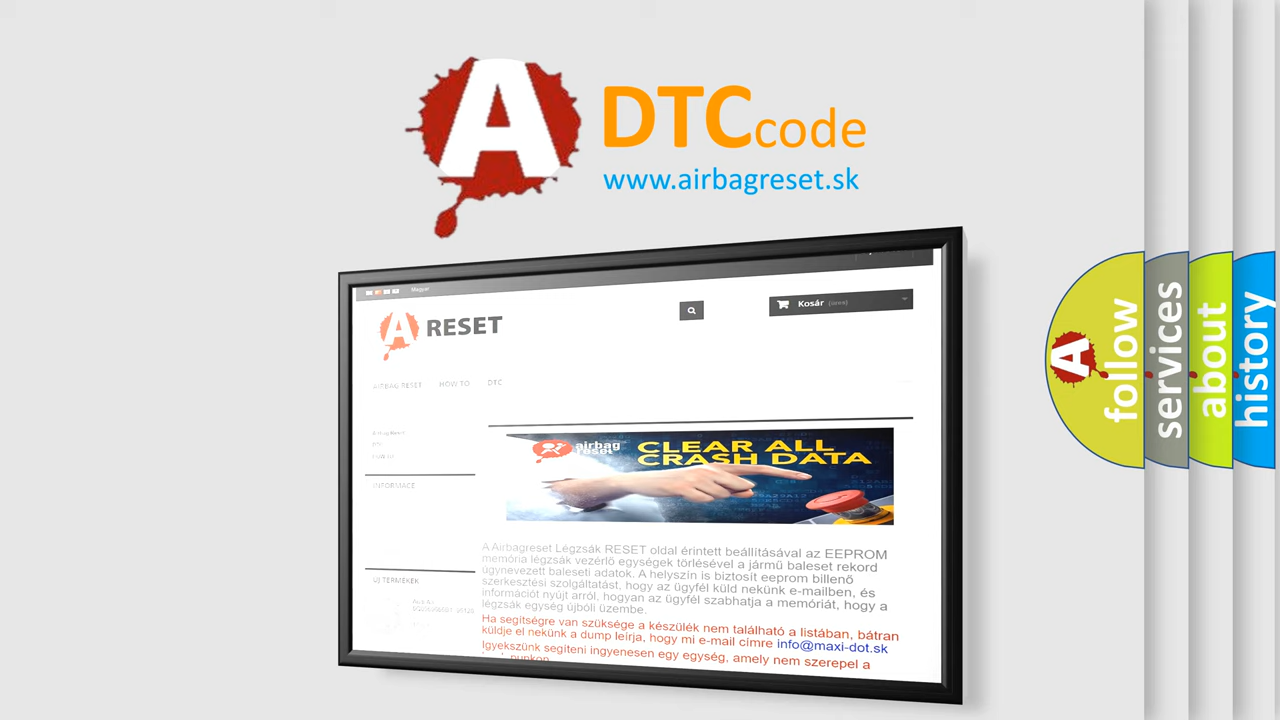 A
DTCcode
www.airbagreset.sk
Magyar
A RESET
Kosár (üres)
AIRBAG RESET HOW TO DTC
INFORMACE
ÚJ TERMÉKEK
airbag
reset
CLEAR ALL
CRASH DATA
A Airbagreset Légzsák RESET oldal érintett beállításával az EEPROM
memória légzsák vezérlő egységek törlésével a jármű baleset rekord
úgynevezett baleseti adatok. A helyszín is biztosít eeprom billenő
szerkesztési szolgáltatást, hogy az ügyfél küld nekünk e-mailben, és
információt nyújt arról, hogyan az ügyfél szabhatja a memóriát, hogy a
légzsák egység újbóli üzembe.
Ha segítségre van szüksége a készülék nem található a listában, bátran
küldje el nekünk a dump leírja, hogy mi e-mail címre info@maxi-dot.sk
Igyekszünk segíteni ingyenesen egy egység, amely nem szerepel a
A
follow
services
about
history